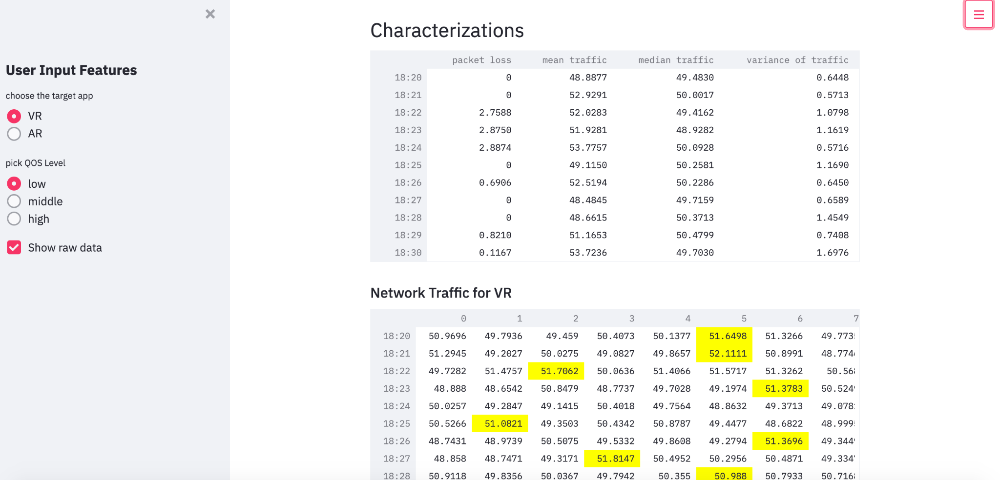 User Input Features
choose the target app
VR
AR
pick QOS Level
low
middle
high
Show raw data
Characterizations
packet loss mean traffic median traffic variance of traffic
18:20 0 48.8877 49.4830 0.6448
18:21 0 52.9291 50.0017 0.5713
18:22 2.7588 52.0283 49.4162 1.0798
18:23 2.8750 51.9281 48.9282 1.1619
18:24 2.8874 53.7757 50.0928 0.5716
18:25 0 49.1150 50.2581 1.1690
18:26 0.6906 52.5194 50.2286 0.6450
18:27 0 48.4845 49.7159 0.6589
18:28 0 48.6615 50.3713 1.4549
18:29 0.8210 51.1653 50.4799 0.7408
18:30 0.1167 53.7236 49.7030 1.6976
Network Traffic for VR
0 1 2 3 4 5 6 7
18:20 50.9696 49.7936 49.459 50.4073 50.1377 51.6498 51.3266 49.773
18:21 51.2945 49.2027 50.0275 49.0827 49.8657 52.1111 50.8991 48.774
18:22 49.7282 51.4757 51.7062 50.0636 51.4066 51.5717 51.3262 50.56
18:23 48.888 48.6542 50.8479 48.7737 49.7028 49.1974 51.3783 50.524
18:24 50.0257 49.2847 49.1415 50.4018 49.7564 48.8632 49.3713 49.078
18:25 50.5266 51.0821 49.3503 50.4342 50.8787 49.4477 48.6822 48.999
18:26 48.7431 48.9739 50.5075 49.5332 49.8608 49.2794 51.3696 49.344
18:27 48.858 48.7471 49.3171 51.8147 50.4952 50.2956 50.4871 49.334
18:28 50.9118 49.8356 50.0367 49.7942 50.355 50.988 50.7933 50.716